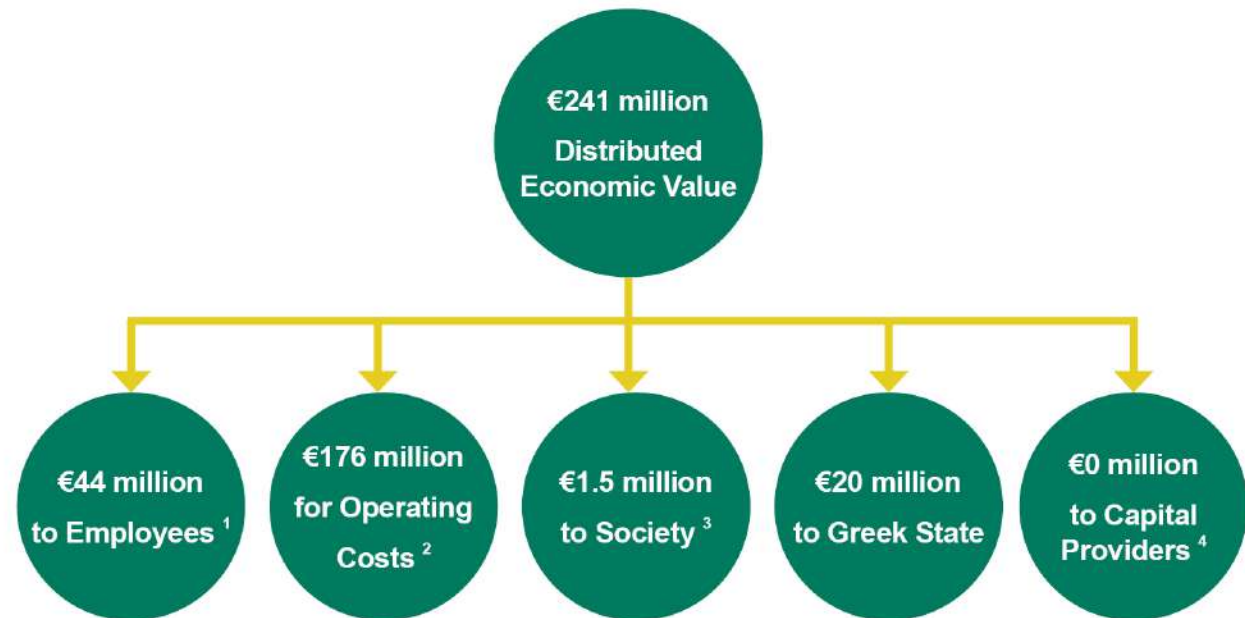 €241 million
Distributed
Economic Value
€44 million
to Employees 1
€176 million
for Operating
Costs 2
€1.5 million
to Society 3
€20 million
to Greek State
€0 million
to Capital
Providers 4